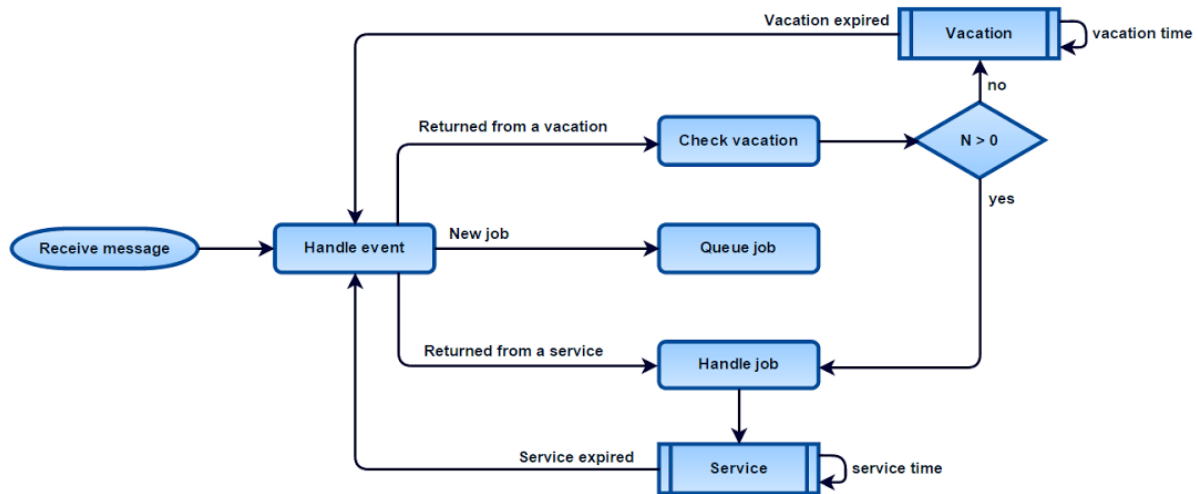 Vacation expired
Vacation
vacation time
no
Returned from a vacation
Check vacation
N > 0
yes
Receive message
Handle event
New job
Queue job
Returned from a service
Handle job
Service expired
Service
service time